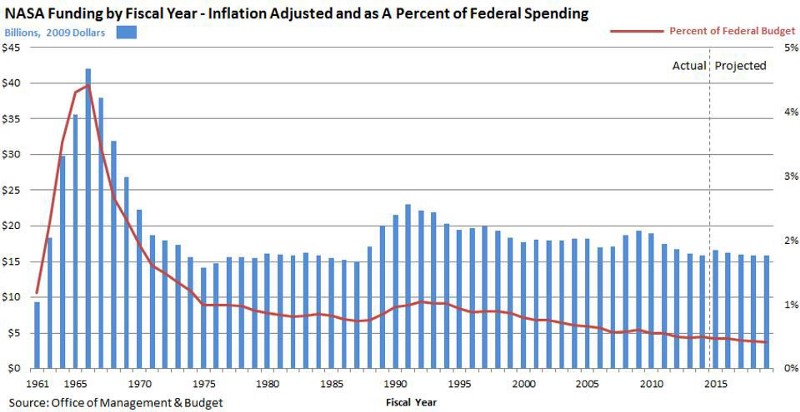 NASA Funding by Fiscal Year - Inflation Adjusted and as A Percent of Federal Spending
Billions, 2009 Dollars
Percent of Federal Budget
$45
5%
Actual
Projected
$40
4%
$35
$30
3%
$25
$20
2%
$15
$10
1%
$5
$0
0%
1961 1965 1970 1975 1980 1985 1990 1995 2000 2005 2010 2015
Source: Office of Management & Budget
Fiscal Year